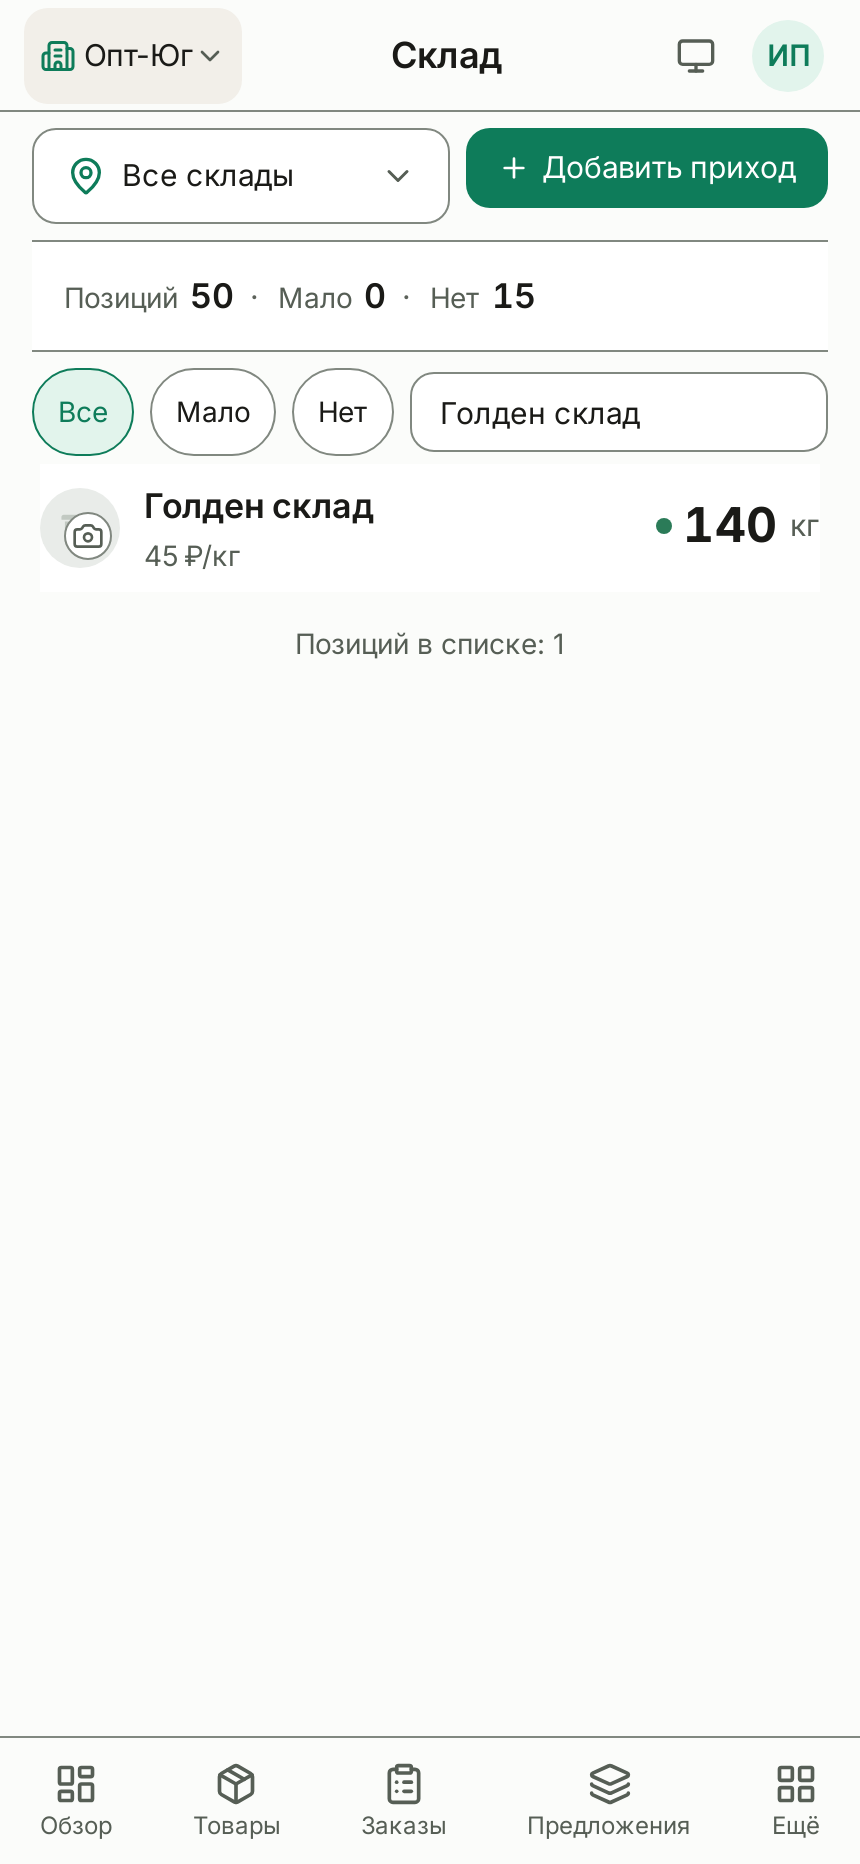 Опт-Юг
Склад
ИП
Все склады
+ Добавить приход
Позиций 50 · Мало 0 · Нет 15
Все
Мало
Нет
Голден склад
Голден склад
45 ₽/кг
140 кг
Позиций в списке: 1
Обзор
Товары
Заказы
Предложения
Ещё